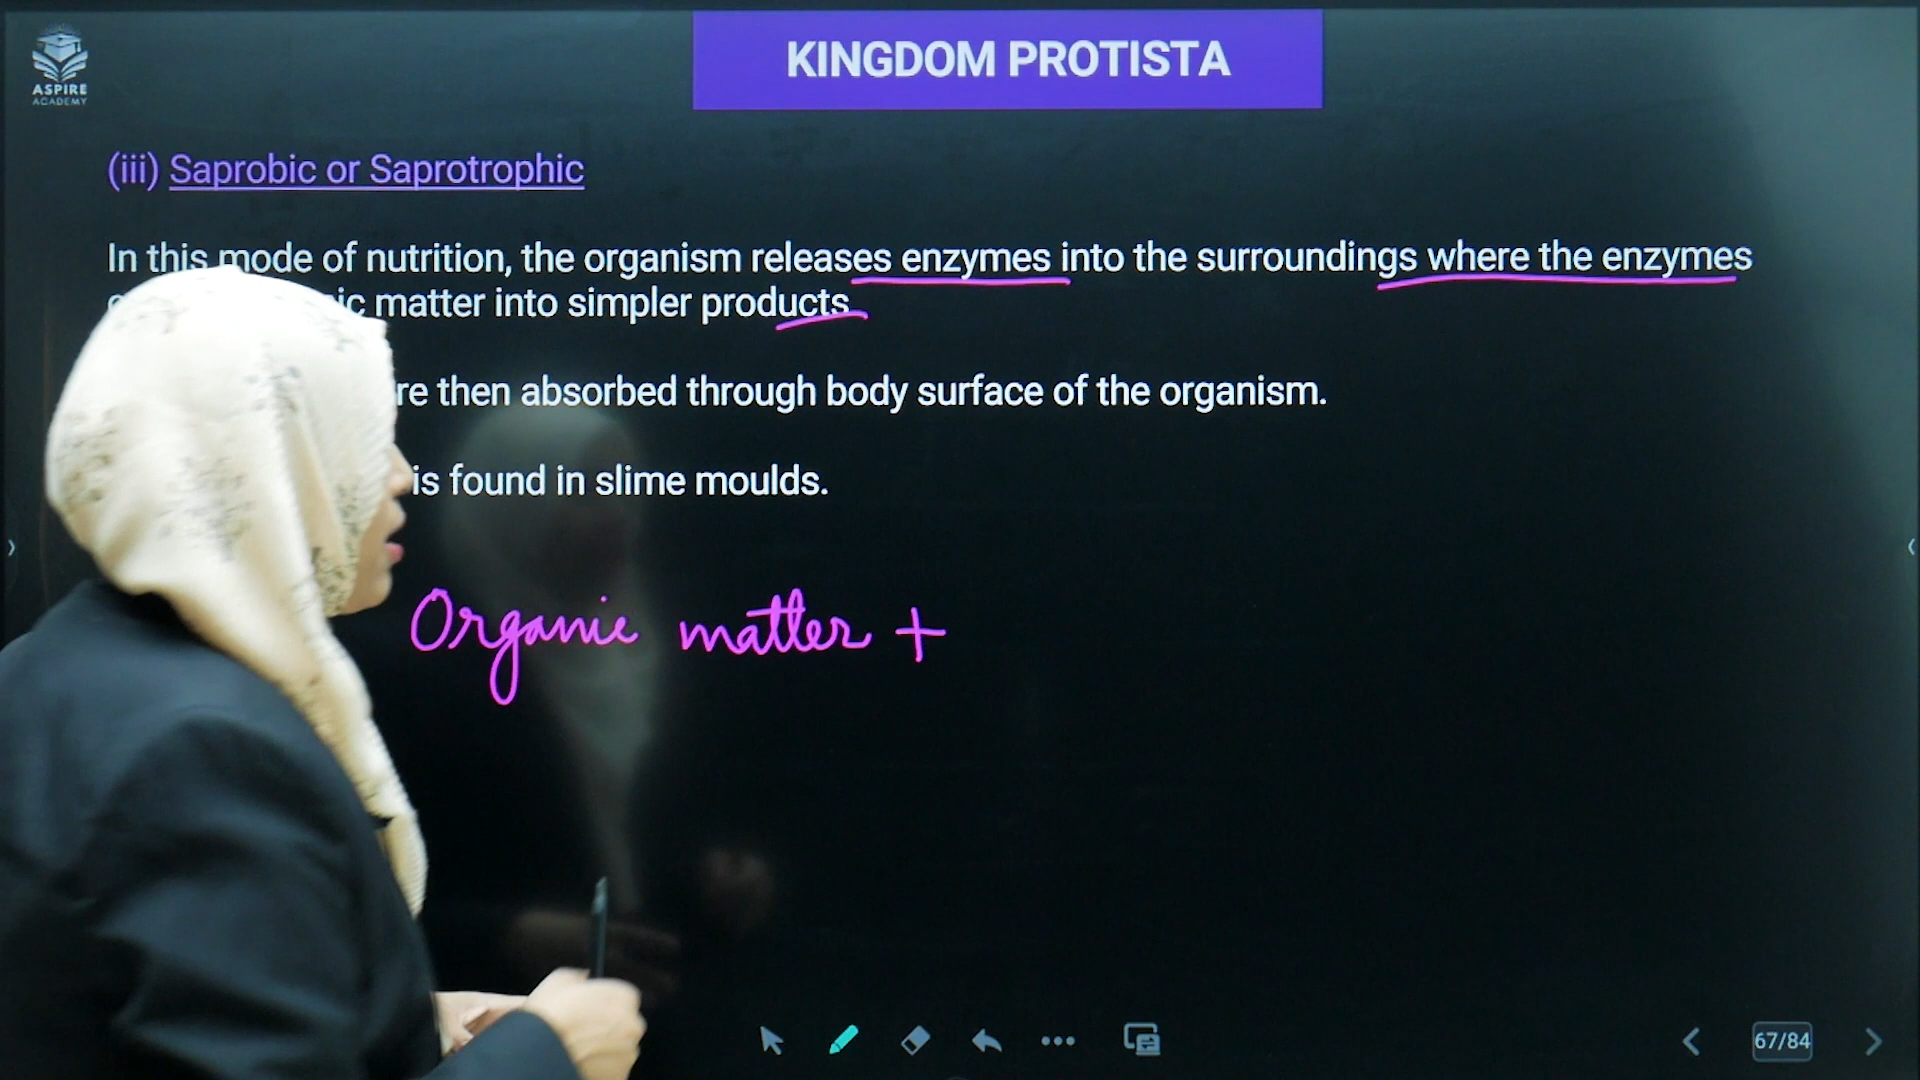 ASPIRE
ACADEMY
KINGDOM PROTISTA
(iii) Saprobic or Saprotrophic
In this mode of nutrition, the organism releases enzymes into the surroundings where the enzymes
matter into simpler products
then absorbed through body surface of the organism.
is found in slime moulds.
Organic matter +
67/84